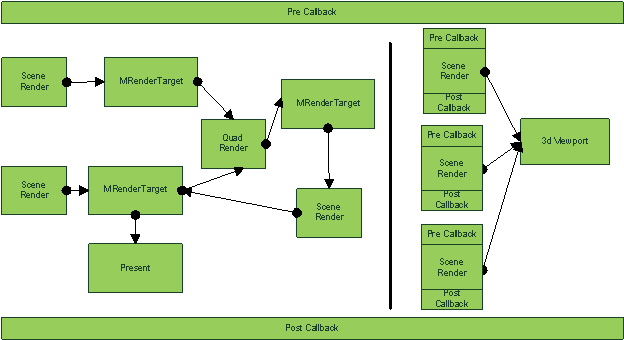 Pre Callback
Scene
Render
MRenderTarget
MRenderTarget
Quad
Render
Scene
Render
MRenderTarget
Scene
Render
Present
Pre Callback
Scene
Render
Post
Callback
Pre Callback
Scene
Render
Post
Callback
Pre Callback
Scene
Render
Post
Callback
3d Viewport
Post Callback